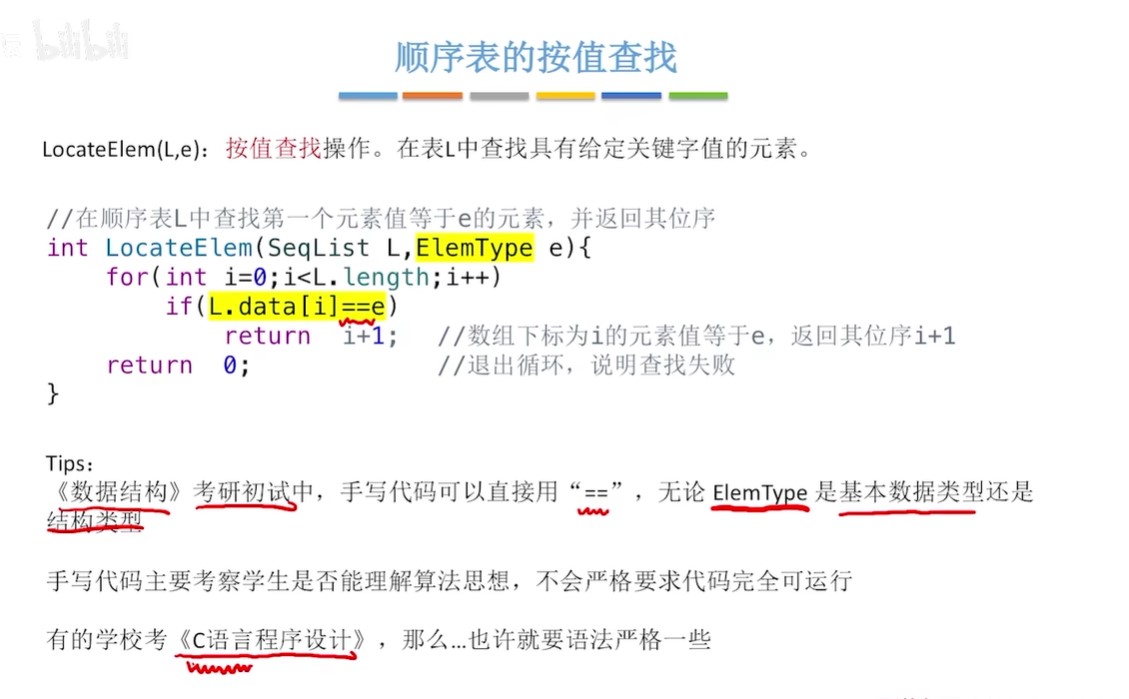 bilibili
顺序表的按值查找
LocateElem(L,e)：按值查找操作。在表L中查找具有给定关键字值的元素。
//在顺序表L中查找第一个元素值等于e的元素，并返回其位序
int LocateElem(SeqList L,ElemType e){
for(int i=0;i<L.length;i++)
if(L.data[i]==e)
return i+1; //数组下标为i的元素值等于e，返回其位序i+1
return 0; //退出循环，说明查找失败
}
Tips：
《数据结构》考研初试中，手写代码可以直接用“==”，无论 ElemType 是基本数据类型还是
结构类型
手写代码主要考察学生是否能理解算法思想，不会严格要求代码完全可运行
有的学校考《C语言程序设计》，那么…也许就要语法严格一些